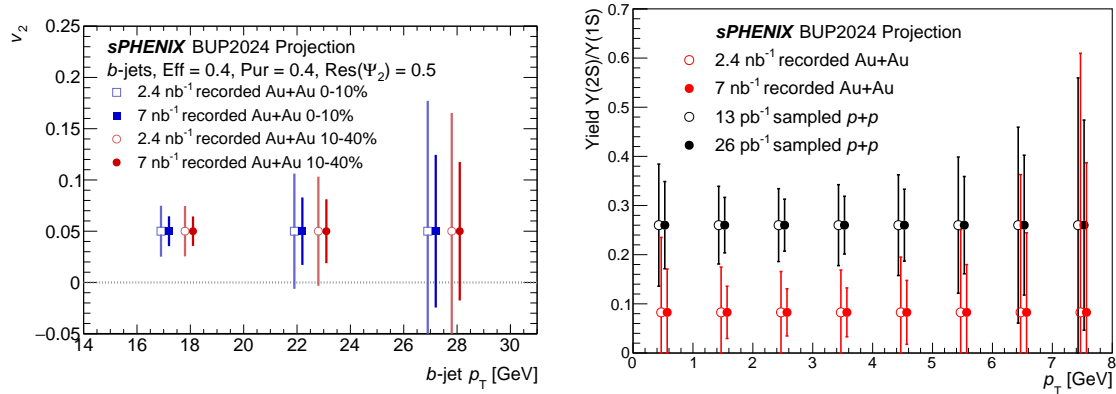 v₂
0.25
0.2
0.15
0.1
0.05
0
−0.05
sPHENIX BUP2024 Projection
b-jets, Eff = 0.4, Pur = 0.4, Res(Ψ₂) = 0.5
2.4 nb⁻¹ recorded Au+Au 0-10%
7 nb⁻¹ recorded Au+Au 0-10%
2.4 nb⁻¹ recorded Au+Au 10-40%
7 nb⁻¹ recorded Au+Au 10-40%
14 16 18 20 22 24 26 28 30
b-jet p_T [GeV]
Yield Υ(2S)/Υ(1S)
0.7
0.6
0.5
0.4
0.3
0.2
0.1
0
sPHENIX BUP2024 Projection
2.4 nb⁻¹ recorded Au+Au
7 nb⁻¹ recorded Au+Au
13 pb⁻¹ sampled p+p
26 pb⁻¹ sampled p+p
0 1 2 3 4 5 6 7 8
p_T [GeV]